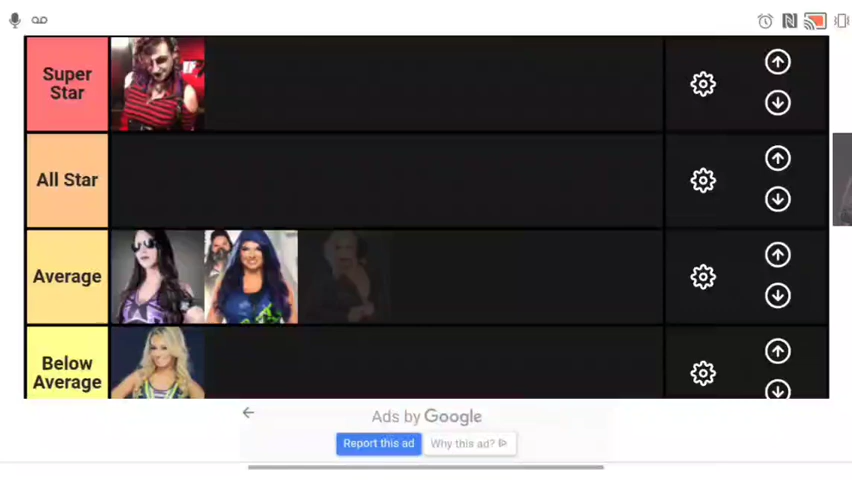 Super
Star
All Star
Average
Below
Average
Ads by Google
Report this ad
Why this ad?